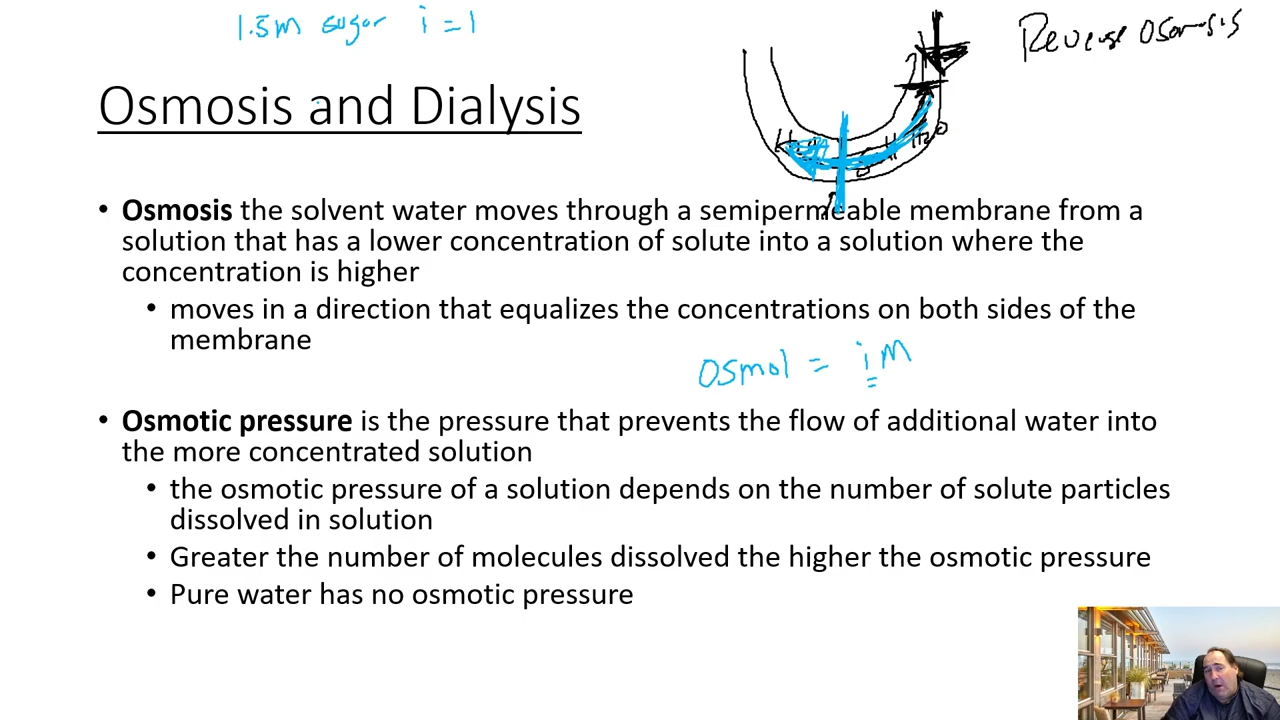 1.5m sugar i = 1
Reverse Osmosis
Osmosis and Dialysis
H₂O
• Osmosis the solvent water moves through a semipermeable membrane from a
solution that has a lower concentration of solute into a solution where the
concentration is higher
• moves in a direction that equalizes the concentrations on both sides of the
membrane
Osmol = iM
• Osmotic pressure is the pressure that prevents the flow of additional water into
the more concentrated solution
• the osmotic pressure of a solution depends on the number of solute particles
dissolved in solution
• Greater the number of molecules dissolved the higher the osmotic pressure
• Pure water has no osmotic pressure